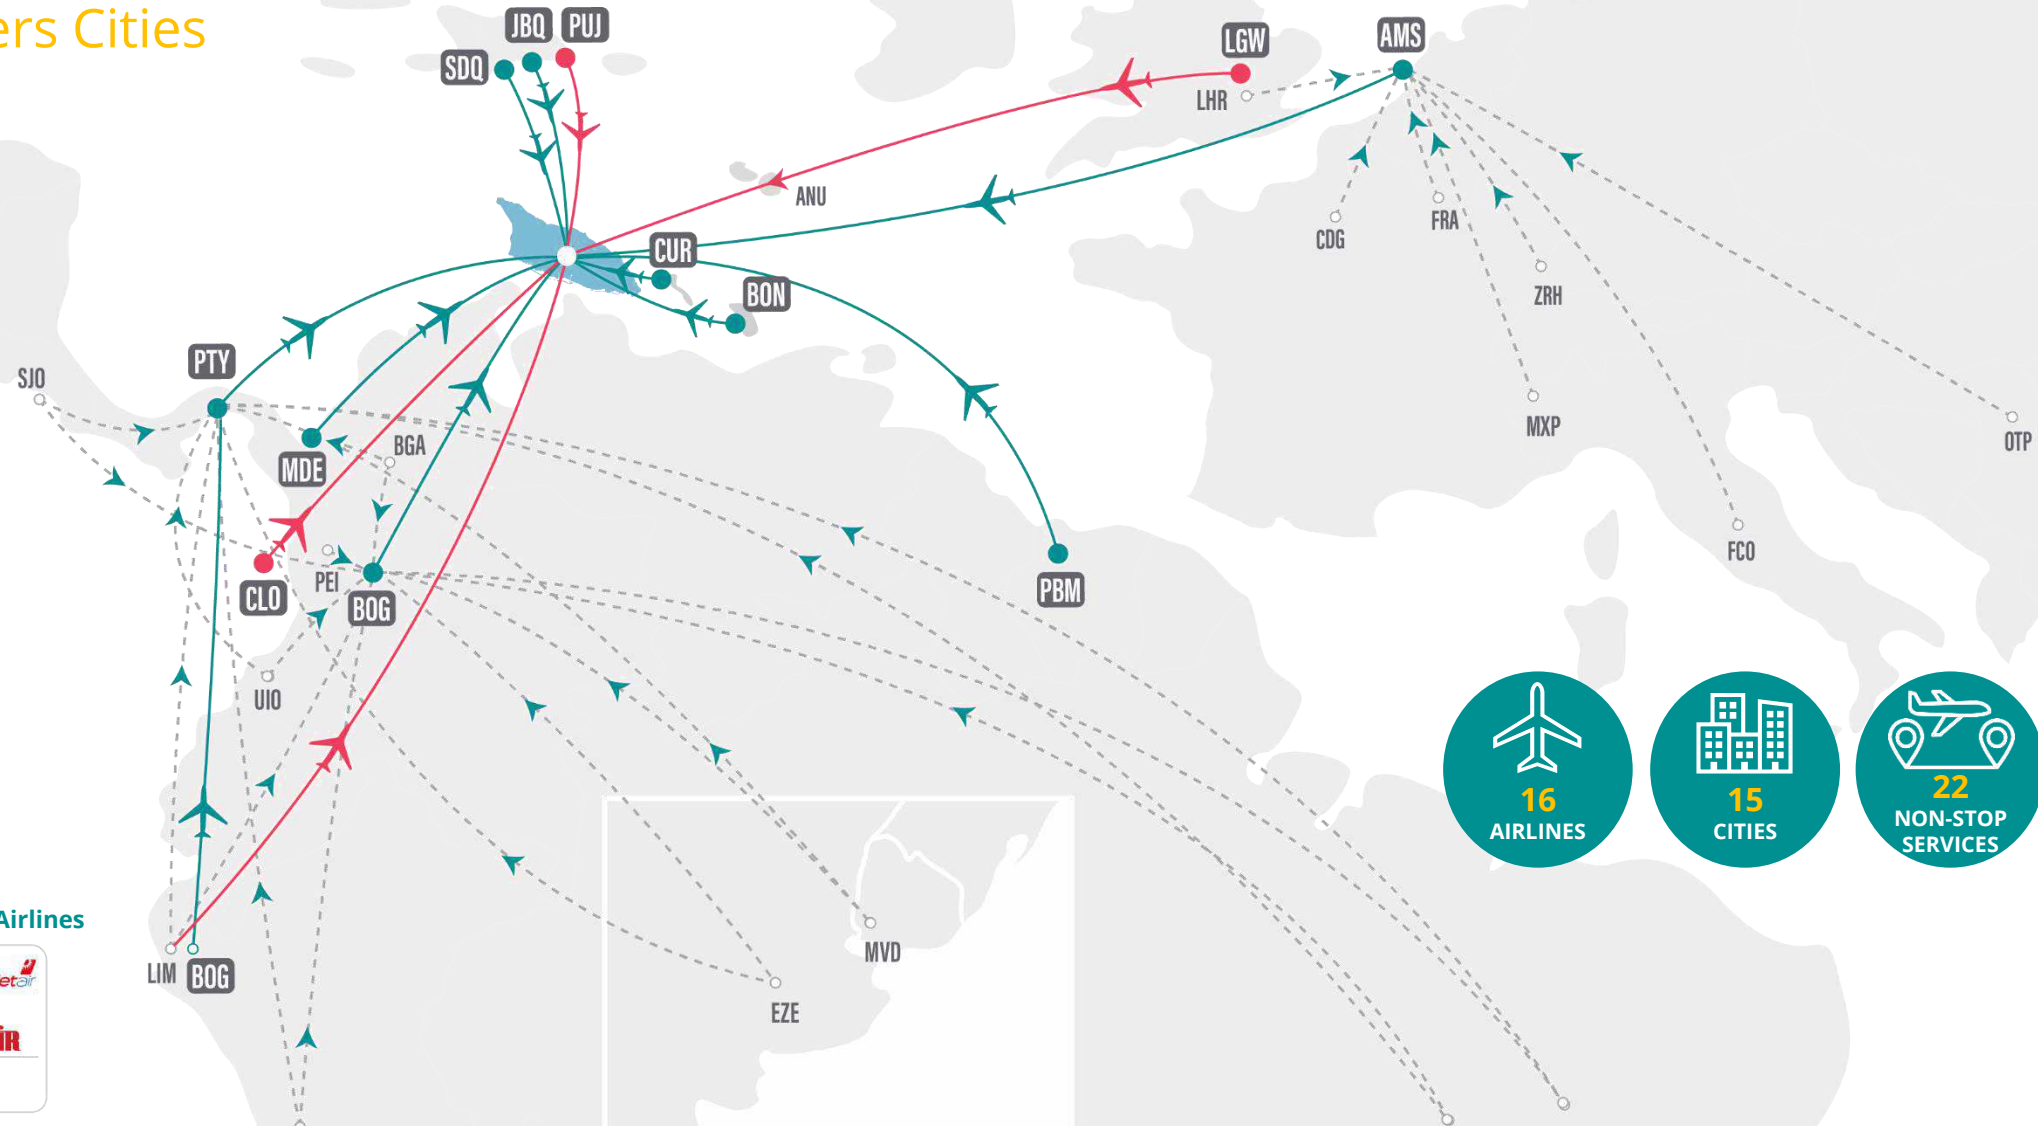 ers Cities
JBQ
PUJ
SDQ
LGW
AMS
LHR
ANU
CUR
BON
CDG
FRA
ZRH
MXP
OTP
FCO
PTY
SJO
MDE
BGA
CLO
PEI
BOG
PBM
UIO
16
AIRLINES
15
CITIES
22
NON-STOP
SERVICES
Airlines
etair
iR
LIM
BOG
MVD
EZE